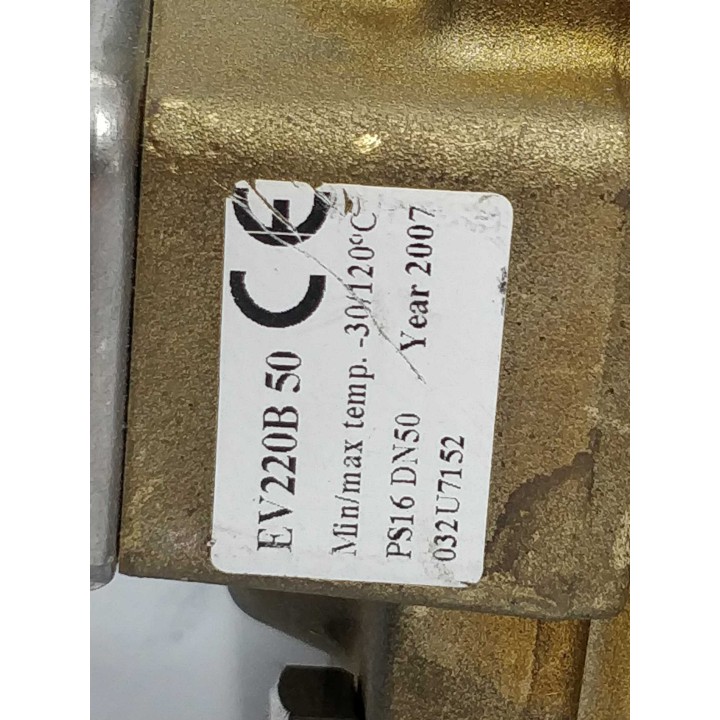 EV220B 50 CE
Min/max temp. -30/120°C
PS16 DN50 Year 2007
032U7152